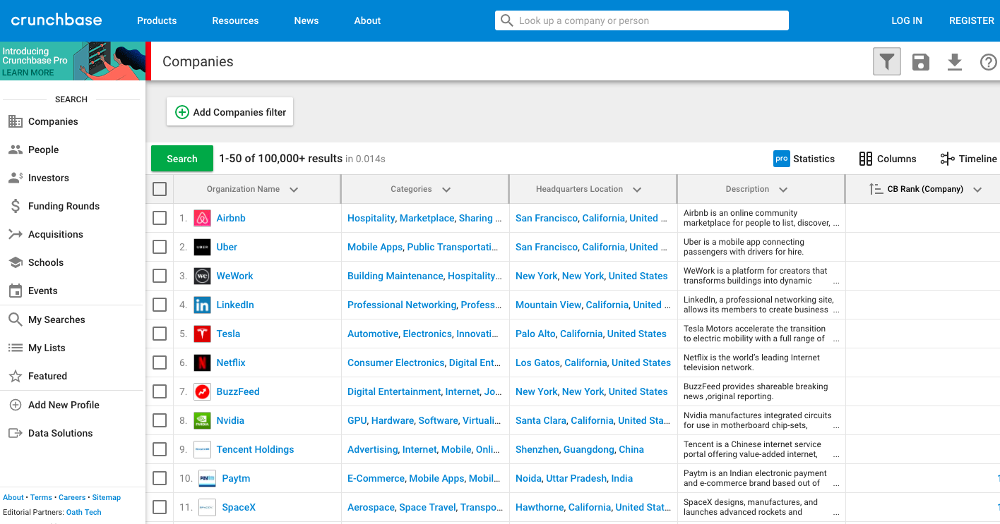 crunchbase Products Resources News About Look up a company or person LOG IN REGISTER
Introducing
Crunchbase Pro
LEARN MORE
Companies
SEARCH
Companies
People
Investors
Funding Rounds
Acquisitions
Schools
Events
My Searches
My Lists
Featured
Add New Profile
Data Solutions
About • Terms • Careers • Sitemap
Editorial Partners: Oath Tech
Add Companies filter
Search 1-50 of 100,000+ results in 0.014s pro Statistics Columns Timeline
Organization Name Categories Headquarters Location Description CB Rank (Company)
1. Airbnb Hospitality, Marketplace, Sharing ... San Francisco, California, United ... Airbnb is an online community
marketplace for people to list, discover, ...
2. UBER Uber Mobile Apps, Public Transportati... San Francisco, California, United ... Uber is a mobile app connecting
passengers with drivers for hire.
3. we WeWork Building Maintenance, Hospitality... New York, New York, United States WeWork is a platform for creators that
transforms buildings into dynamic ...
4. in LinkedIn Professional Networking, Profess... Mountain View, California, United ... LinkedIn, a professional networking site,
allows its members to create business ...
5. Tesla Automotive, Electronics, Innovati... Palo Alto, California, United States Tesla Motors accelerate the transition
to electric mobility with a full range of ...
6. N Netflix Consumer Electronics, Digital Ent... Los Gatos, California, United States Netflix is the world’s leading Internet
television network.
7. BuzzFeed Digital Entertainment, Internet, Jo... New York, New York, United States BuzzFeed provides shareable breaking
news ,original reporting.
8. NVIDIA Nvidia GPU, Hardware, Software, Virtuali... Santa Clara, California, United Sta... Nvidia manufactures integrated circuits
for use in motherboard chip-sets, ...
9. Tencent Holdings Advertising, Internet, Mobile, Onli... Shenzhen, Guangdong, China Tencent is a Chinese internet service
portal offering value-added internet, ...
10. Paytm Paytm E-Commerce, Mobile Apps, Mobil... Noida, Uttar Pradesh, India Paytm is an Indian electronic payment
and e-commerce brand based out of ...
11. SPACEX SpaceX Aerospace, Space Travel, Transpo... Hawthorne, California, United Stat... SpaceX designs, manufactures, and
launches advanced rockets and ...